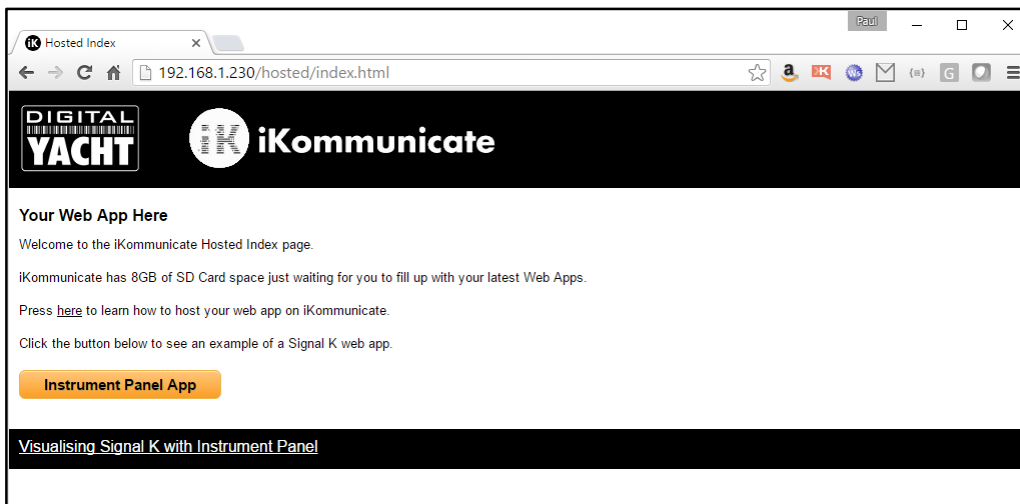 Paul
Hosted Index
192.168.1.230/hosted/index.html
DIGITAL
YACHT
iK iKommunicate
Your Web App Here
Welcome to the iKommunicate Hosted Index page.
iKommunicate has 8GB of SD Card space just waiting for you to fill up with your latest Web Apps.
Press here to learn how to host your web app on iKommunicate.
Click the button below to see an example of a Signal K web app.
Instrument Panel App
Visualising Signal K with Instrument Panel